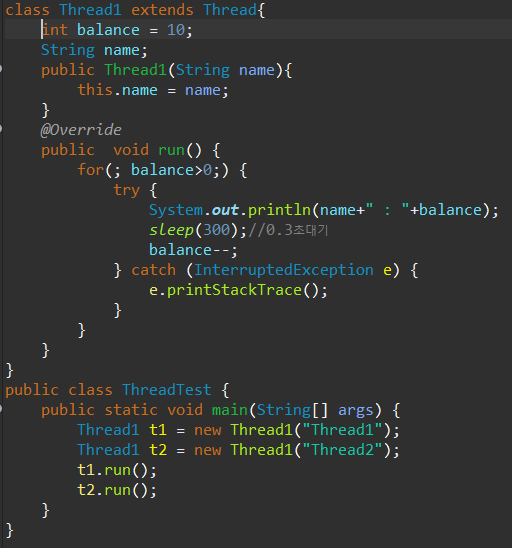 class Thread1 extends Thread{
    int balance = 10;
    String name;
    public Thread1(String name){
        this.name = name;
    }
    @Override
    public  void run() {
        for(; balance>0;) {
            try {
                System.out.println(name+" : "+balance);
                sleep(300);//0.3초대기
                balance--;
            } catch (InterruptedException e) {
                e.printStackTrace();
            }
        }
    }
}
public class ThreadTest {
    public static void main(String[] args) {
        Thread1 t1 = new Thread1("Thread1");
        Thread1 t2 = new Thread1("Thread2");
        t1.run();
        t2.run();
    }
}